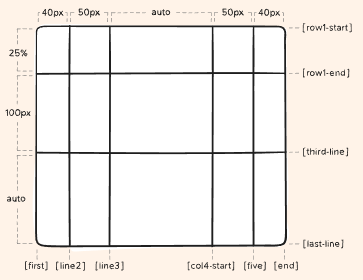 40px 50px auto 50px 40px
[row1-start]
25%
[row1-end]
100px
[third-line]
auto
[last-line]
[first] [line2] [line3] [col4-start] [five] [end]